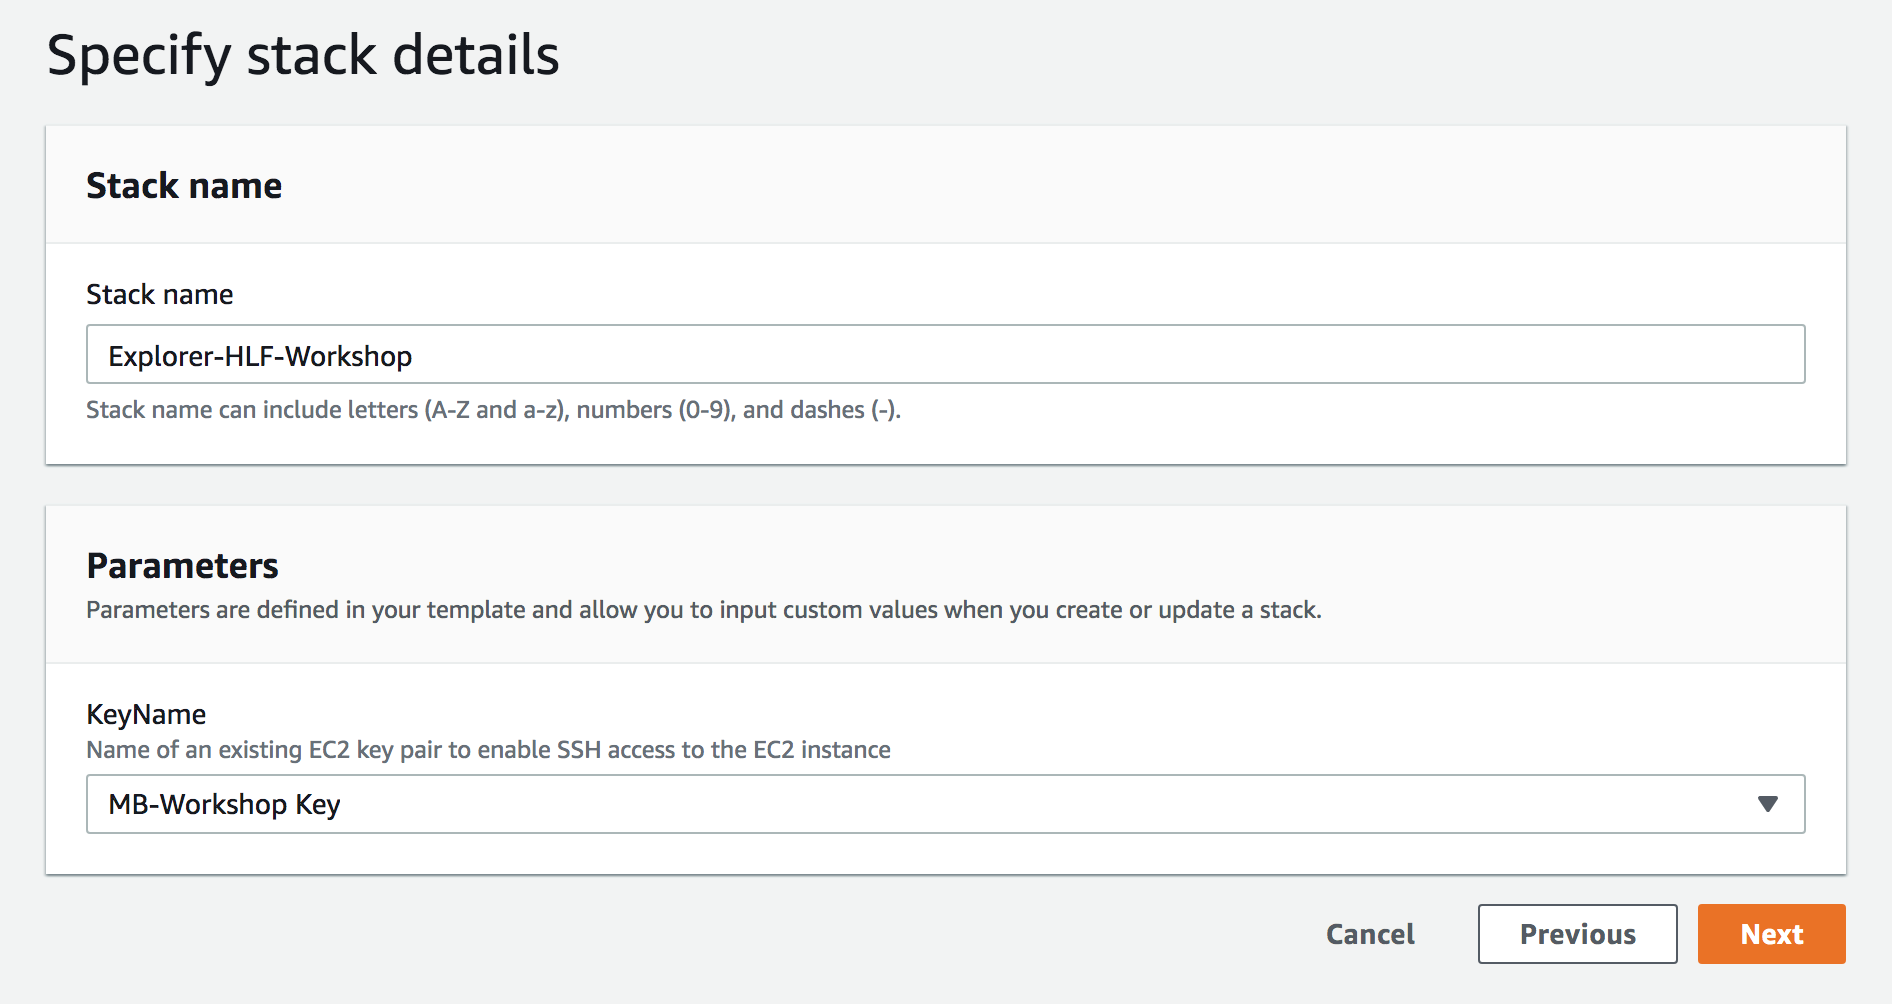 Specify stack details
Stack name
Stack name
Explorer-HLF-Workshop
Stack name can include letters (A-Z and a-z), numbers (0-9), and dashes (-).
Parameters
Parameters are defined in your template and allow you to input custom values when you create or update a stack.
KeyName
Name of an existing EC2 key pair to enable SSH access to the EC2 instance
MB-Workshop Key
Cancel Previous Next